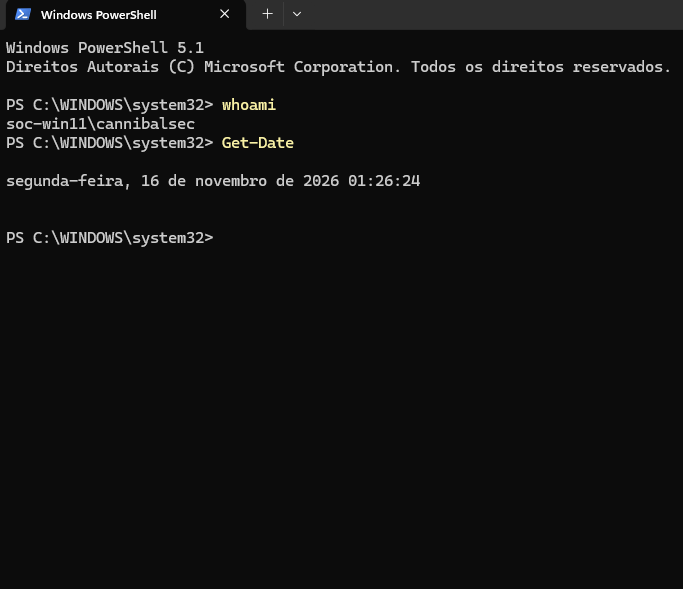 Windows PowerShell
Windows PowerShell 5.1
Direitos Autorais (C) Microsoft Corporation. Todos os direitos reservados.
PS C:\WINDOWS\system32> whoami
soc-win11\cannibalsec
PS C:\WINDOWS\system32> Get-Date
segunda-feira, 16 de novembro de 2026 01:26:24
PS C:\WINDOWS\system32>